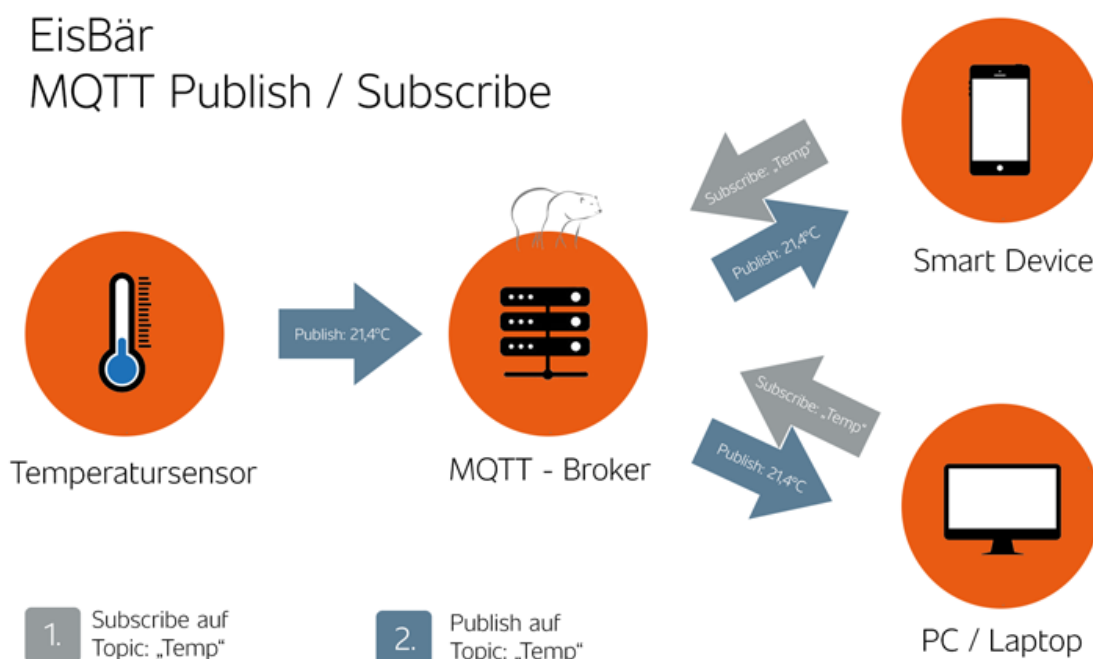 EisBär
MQTT Publish / Subscribe
Subscribe: „Temp“
Publish: 21,4°C
Smart Device
Publish: 21,4°C
Temperatursensor
MQTT - Broker
Subscribe: „Temp“
Publish: 21,4°C
PC / Laptop
1.
Subscribe auf
Topic: „Temp“
2.
Publish auf
Topic: „Temp“